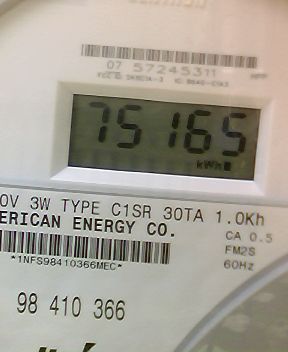 07 57245311
75165
kWh
0V 3W TYPE C1SR 30TA 1.0Kh
ERICAN ENERGY CO.
CA 0.5
FM2S
60Hz
*1NFS98410366MEC*
98 410 366